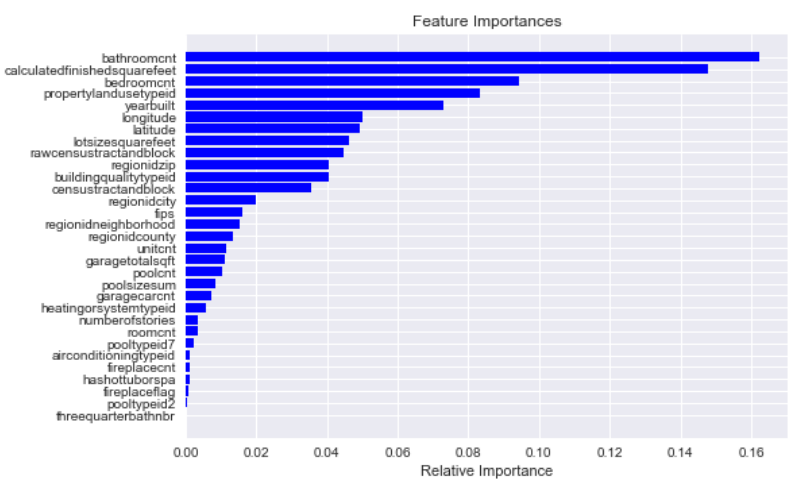 Feature Importances
bathroomcnt
calculatedfinishedsquarefeet
bedroomcnt
propertylandusetypeid
yearbuilt
longitude
latitude
lotsizesquarefeet
rawcensustractandblock
regionidzip
buildingqualitytypeid
censustractandblock
regionidcity
fips
regionidneighborhood
regionidcounty
unitcnt
garagetotalsqft
poolcnt
poolsizesum
garagecarcnt
heatingorsystemtypeid
numberofstories
roomcnt
pooltypeid7
airconditioningtypeid
fireplacecnt
hashottuborspa
fireplaceflag
pooltypeid2
threequarterbathnbr
0.00 0.02 0.04 0.06 0.08 0.10 0.12 0.14 0.16
Relative Importance